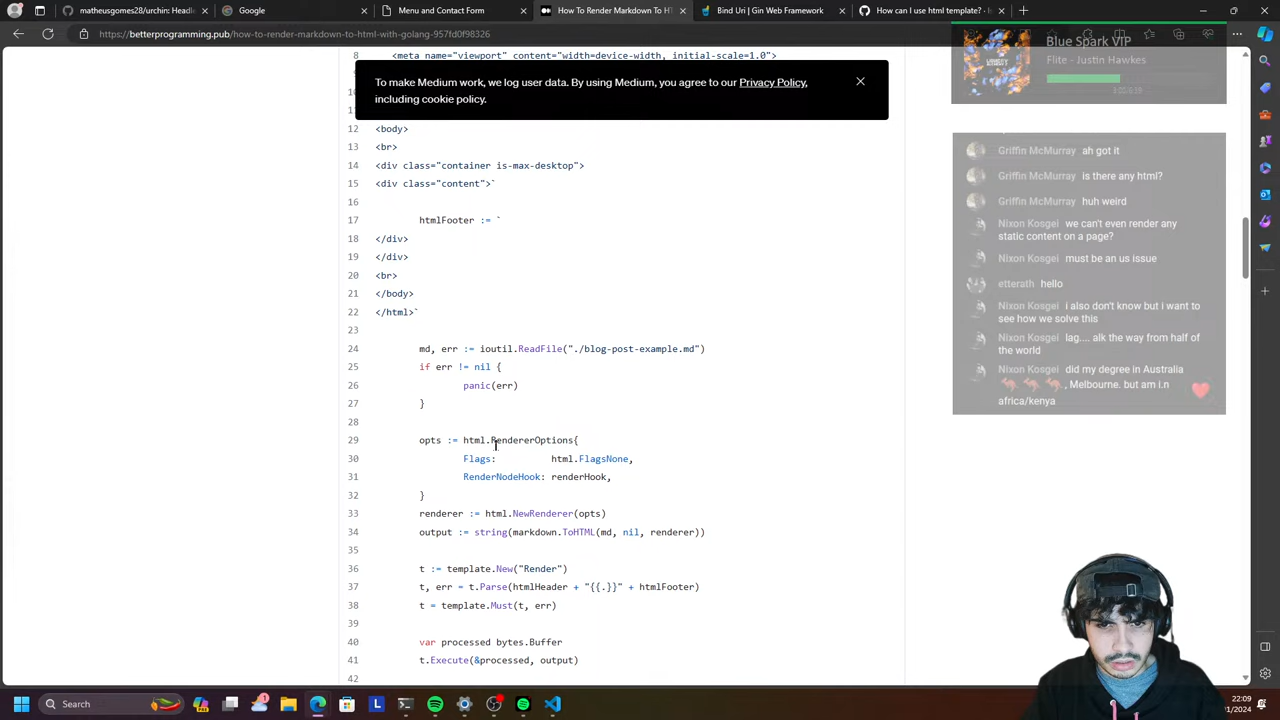 matheusgomes28/urchin: Headle
Google
(10) YouTube
How To Render Markdown To H
Bind Uri | Gin Web Framework
How can I use html template?
https://betterprogramming.pub/how-to-render-markdown-to-html-with-golang-957fd0f98326
8 <meta name="viewport" content="width=device-width, initial-scale=1.0">
To make Medium work, we log user data. By using Medium, you agree to our Privacy Policy,
including cookie policy.
12 <body>
13 <br>
14 <div class="container is-max-desktop">
15 <div class="content">`
16
17 htmlFooter := `
18 </div>
19 </div>
20 <br>
21 </body>
22 </html>`
23
24 md, err := ioutil.ReadFile("./blog-post-example.md")
25 if err != nil {
26 panic(err)
27 }
28
29 opts := html.RendererOptions{
30 Flags: html.FlagsNone,
31 RenderNodeHook: renderHook,
32 }
33 renderer := html.NewRenderer(opts)
34 output := string(markdown.ToHTML(md, nil, renderer))
35
36 t := template.New("Render")
37 t, err = t.Parse(htmlHeader + "{{.}}" + htmlFooter)
38 t = template.Must(t, err)
39
40 var processed bytes.Buffer
41 t.Execute(&processed, output)
42
Blue Spark VIP
Flite - Justin Hawkes
Griffin McMurray ah got it
Griffin McMurray is there any html?
Griffin McMurray huh weird
Nixon Kosgei we can't even render any
static content on a page?
Nixon Kosgei must be an us issue
etterath hello
Nixon Kosgei i also don't know but i want to
see how we solve this
Nixon Kosgei lag.... alk the way from half of
the world
Nixon Kosgei did my degree in Australia
🦘 🦘 🦘, Melbourne. but am i.n
africa/kenya
Search
22:09